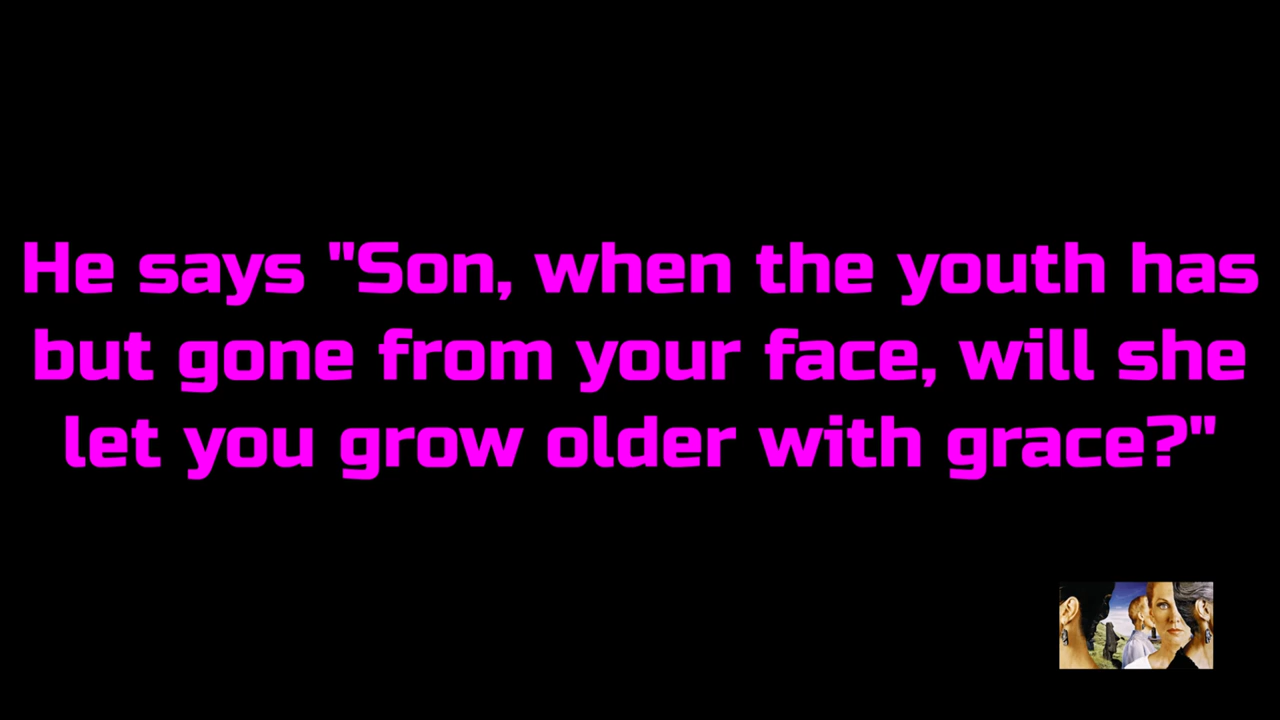 He says "Son, when the youth has
but gone from your face, will she
let you grow older with grace?"